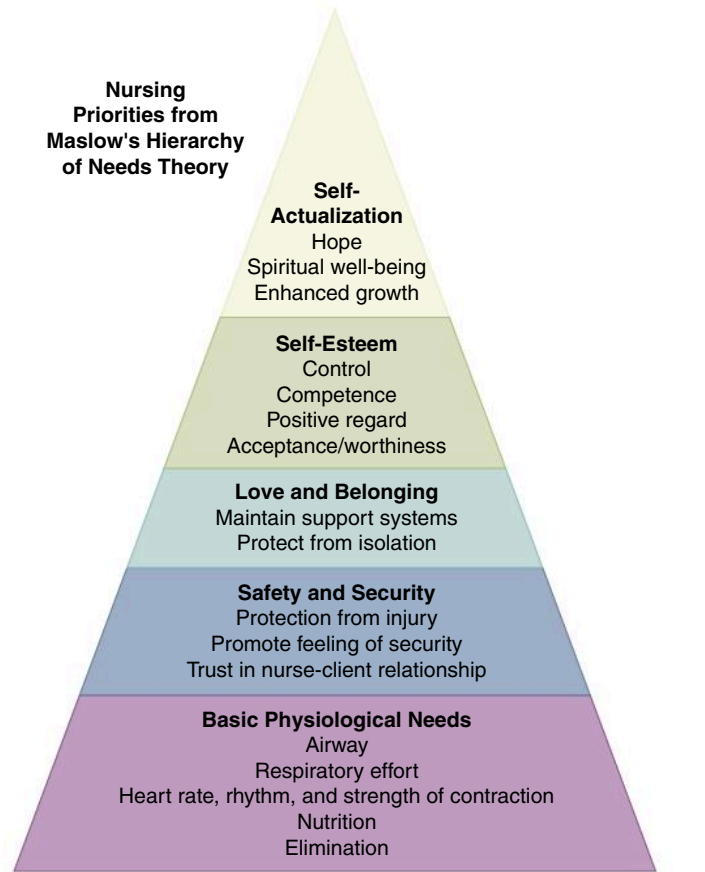 Nursing
Priorities from
Maslow's Hierarchy
of Needs Theory
Self-
Actualization
Hope
Spiritual well-being
Enhanced growth
Self-Esteem
Control
Competence
Positive regard
Acceptance/worthiness
Love and Belonging
Maintain support systems
Protect from isolation
Safety and Security
Protection from injury
Promote feeling of security
Trust in nurse-client relationship
Basic Physiological Needs
Airway
Respiratory effort
Heart rate, rhythm, and strength of contraction
Nutrition
Elimination